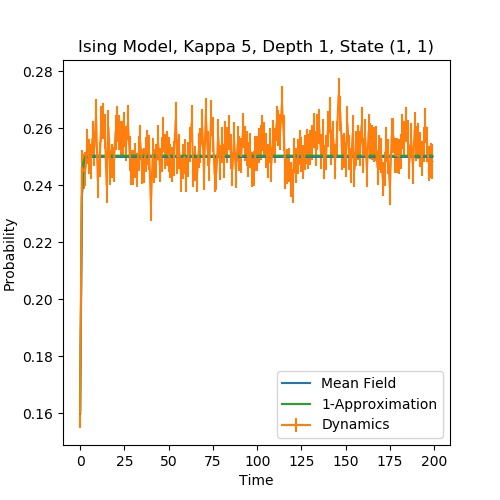 Ising Model, Kappa 5, Depth 1, State (1, 1)
0.28
0.26
0.24
0.22
0.20
0.18
0.16
Probability
0
25
50
75
100
125
150
175
200
Time
Mean Field
1-Approximation
Dynamics